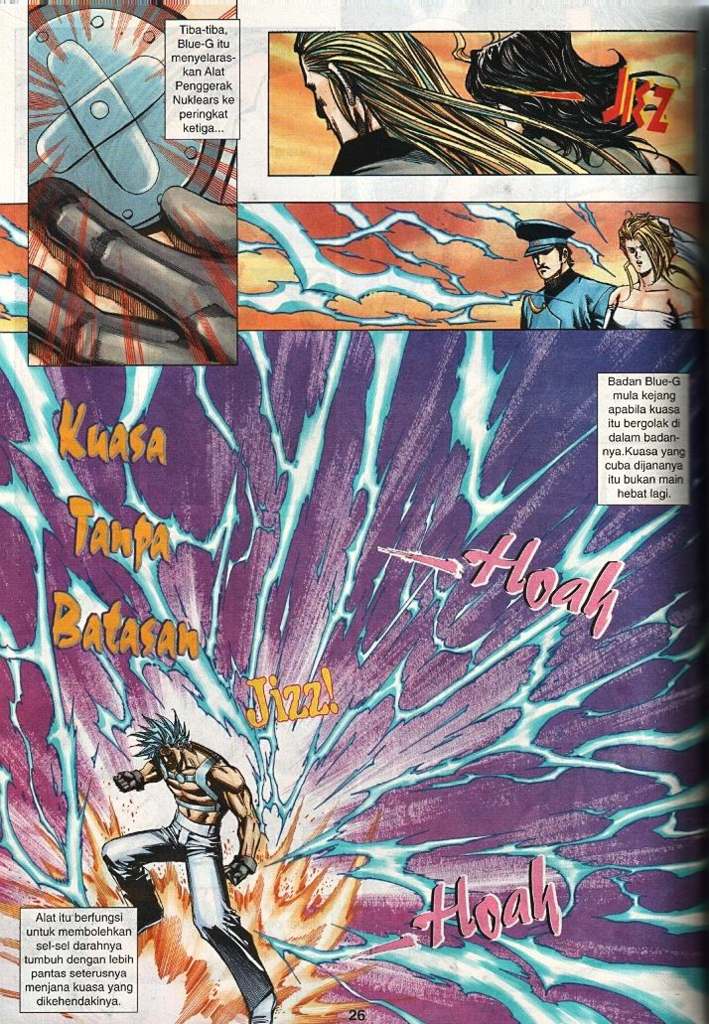 Tiba-tiba,
Blue-G itu
menyelaras-
kan Alat
Penggerak
Nuklears ke
peringkat
ketiga...
JIEZ
Badan Blue-G
mula kejang
apabila kuasa
itu bergolak di
dalam badan-
nya.Kuasa yang
cuba dijananya
itu bukan main
hebat lagi.
Kuasa
Tanpa
Batasan
Hoah
Jizz!
Hoah
Alat itu berfungsi
untuk membolehkan
sel-sel darahnya
tumbuh dengan lebih
pantas seterusnya
menjana kuasa yang
dikehendakinya.
26